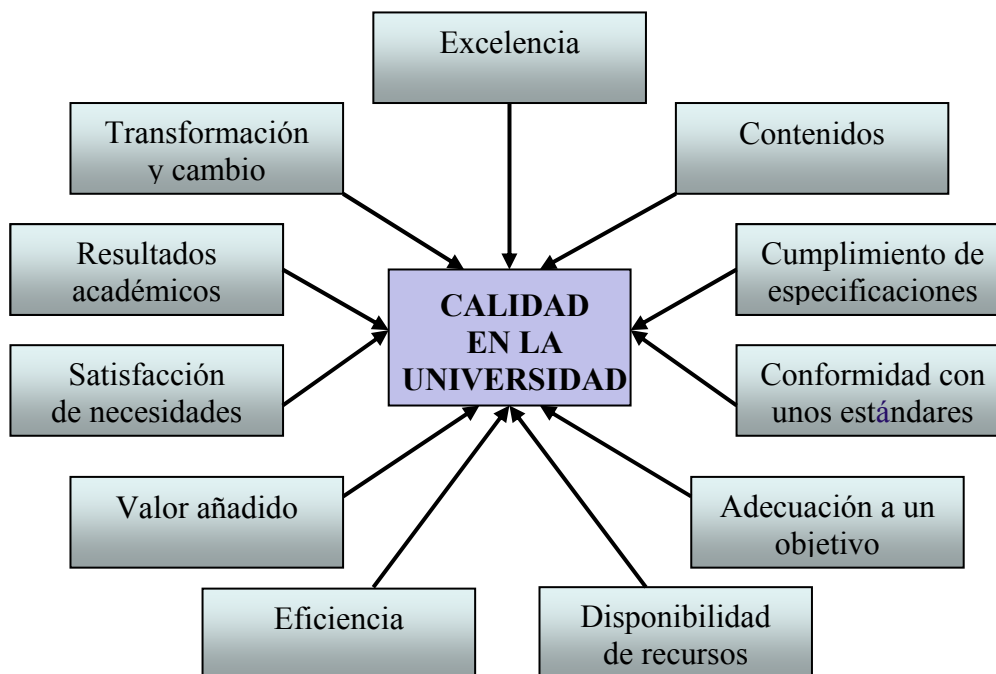 Excelencia
Transformación
y cambio
Contenidos
Resultados
académicos
Cumplimiento de
especificaciones
CALIDAD
EN LA
UNIVERSIDAD
Satisfacción
de necesidades
Conformidad con
unos estándares
Valor añadido
Adecuación a un
objetivo
Eficiencia
Disponibilidad
de recursos